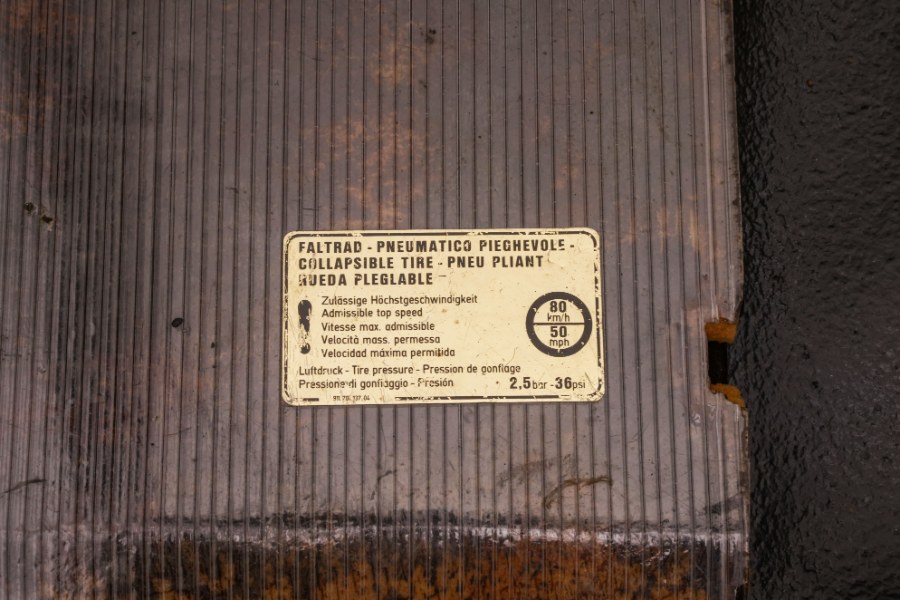 FALTRAD - PNEUMATICO PIEGHEVOLE -
COLLAPSIBLE TIRE - PNEU PLIANT
RUEDA PLEGLABLE
Zulässige Höchstgeschwindigkeit
Admissible top speed
Vitesse max. admissible
Velocità mass. permessa
Velocidad máxima permitida
80
km/h
50
mph
Luftdruck - Tire pressure - Pression de gonflage
Pressione di gonfiaggio - Presión 2,5 bar - 36 psi